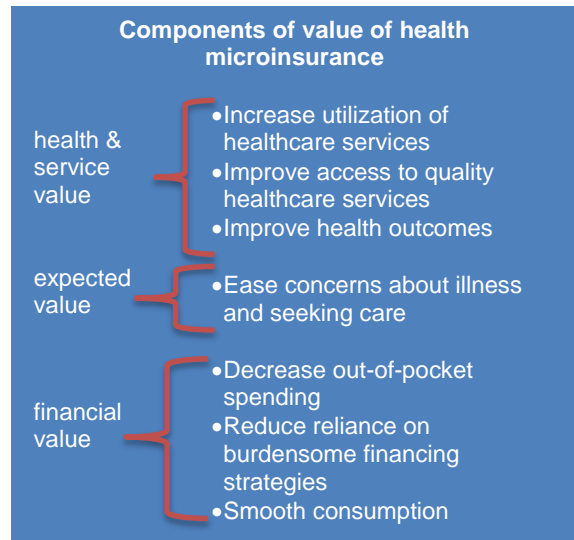 Components of value of health
microinsurance
health &
service
value
•Increase utilization of
healthcare services
•Improve access to quality
healthcare services
•Improve health outcomes
expected
value
•Ease concerns about illness
and seeking care
financial
value
•Decrease out-of-pocket
spending
•Reduce reliance on
burdensome financing
strategies
•Smooth consumption